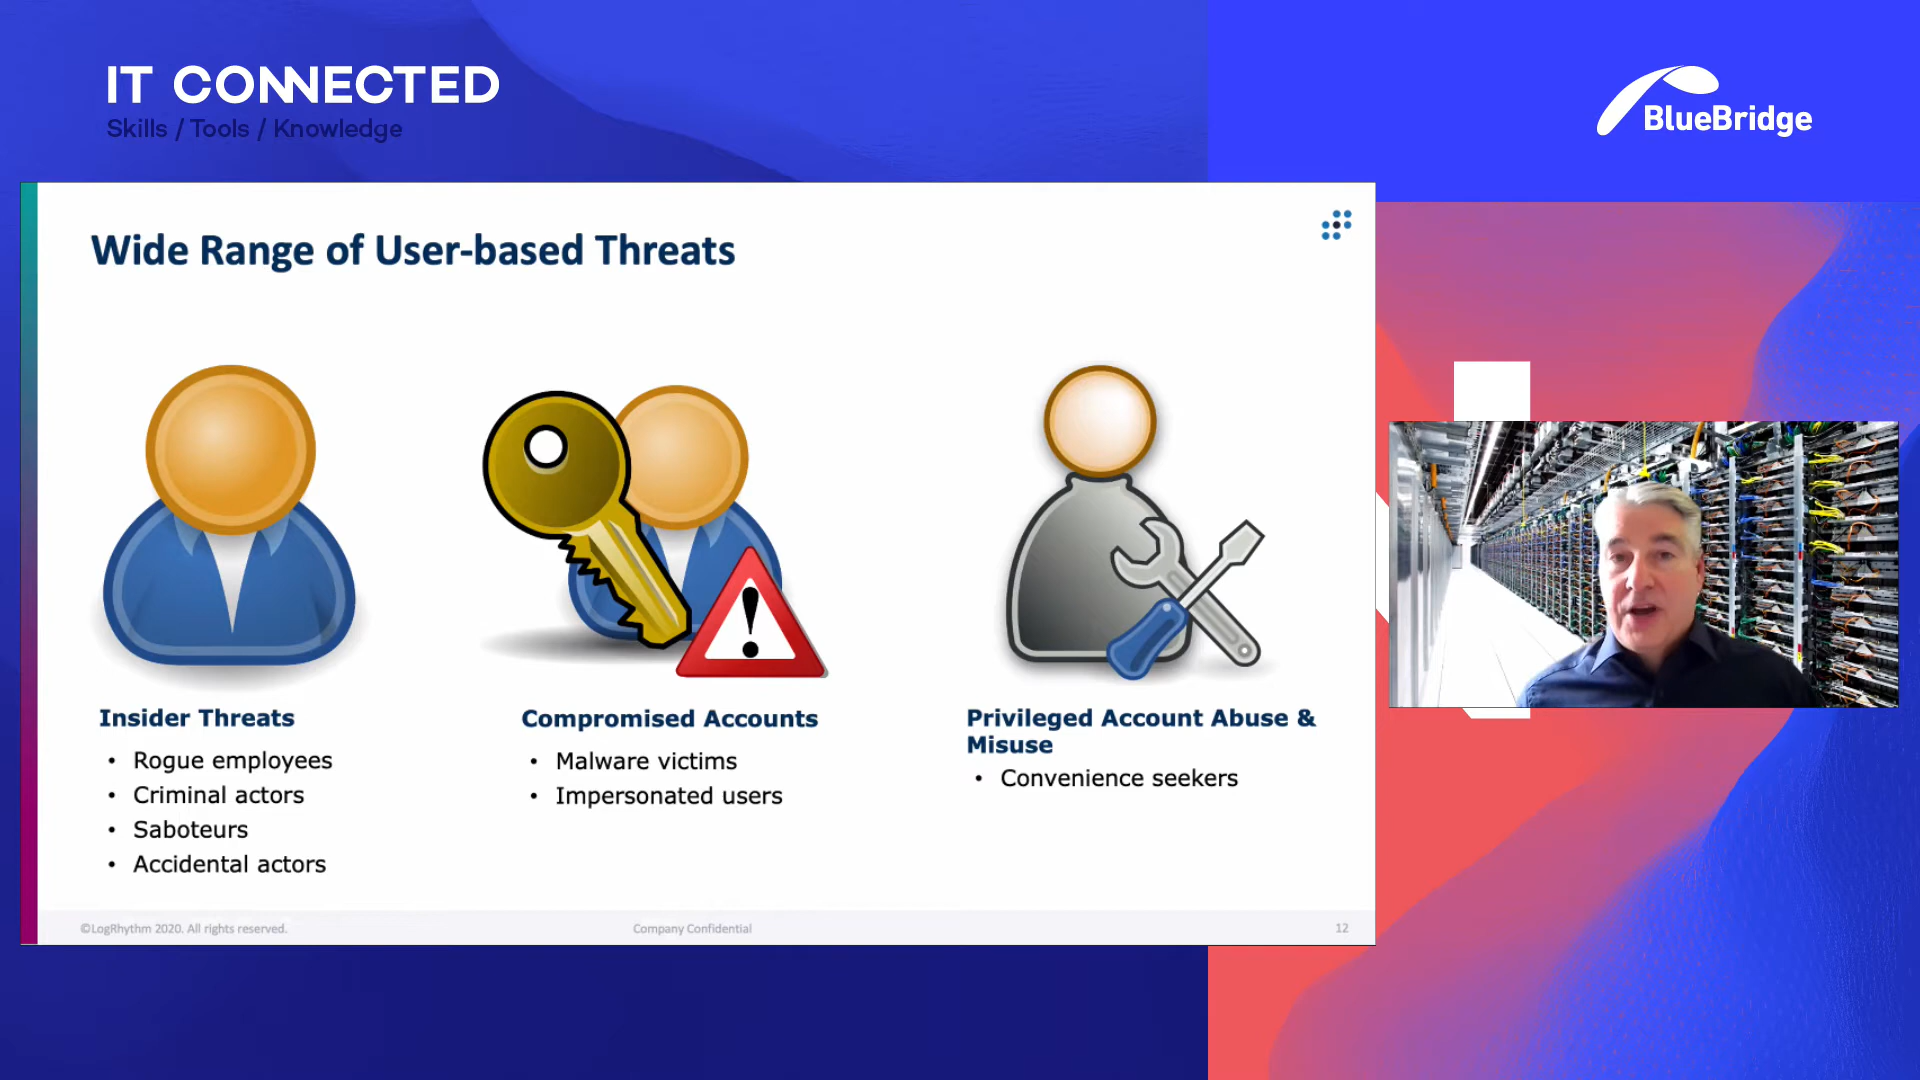 IT CONNECTED
Skills / Tools / Knowledge
BlueBridge
Wide Range of User-based Threats
Insider Threats
• Rogue employees
• Criminal actors
• Saboteurs
• Accidental actors
Compromised Accounts
• Malware victims
• Impersonated users
Privileged Account Abuse &
Misuse
• Convenience seekers
©LogRhythm 2020. All rights reserved.
Company Confidential
12